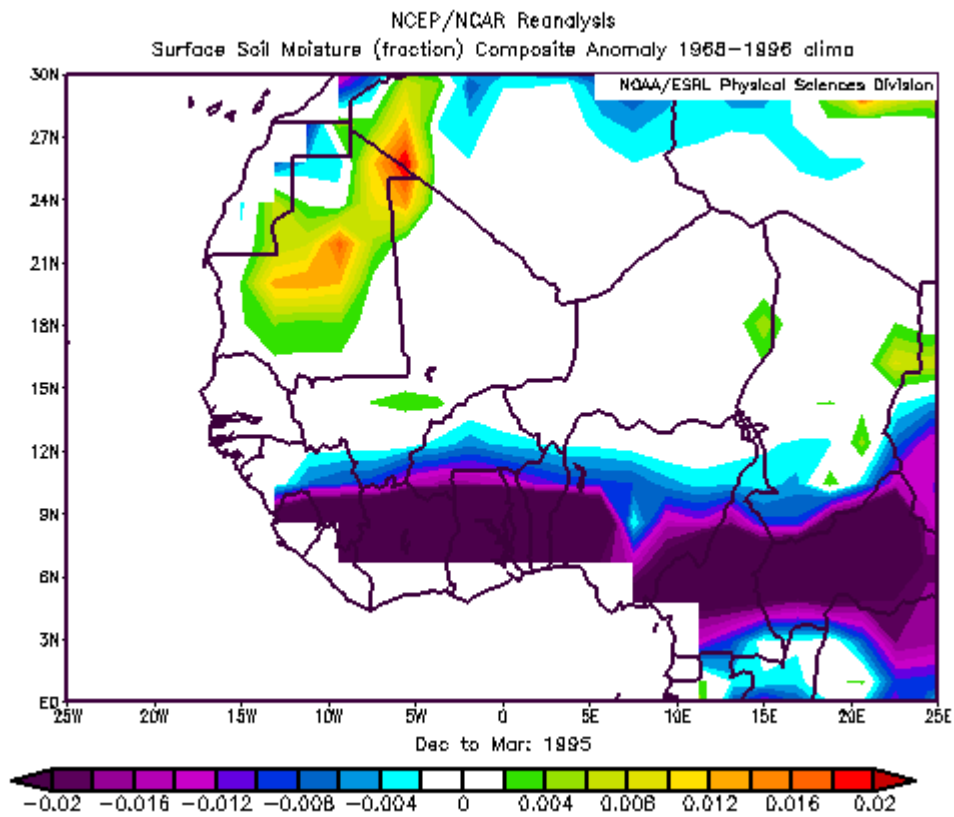 NCEP/NCAR Reanalysis
Surface Soil Moisture (fraction) Composite Anomaly 1968-1996 clima
NOAA/ESRL Physical Sciences Division
30N
27N
24N
21N
18N
15N
12N
9N
6N
3N
EQ
25W 20W 15W 10W 5W 0 5E 10E 15E 20E 25E
Dec to Mar: 1995
-0.02 -0.016 -0.012 -0.008 -0.004 0 0.004 0.008 0.012 0.016 0.02